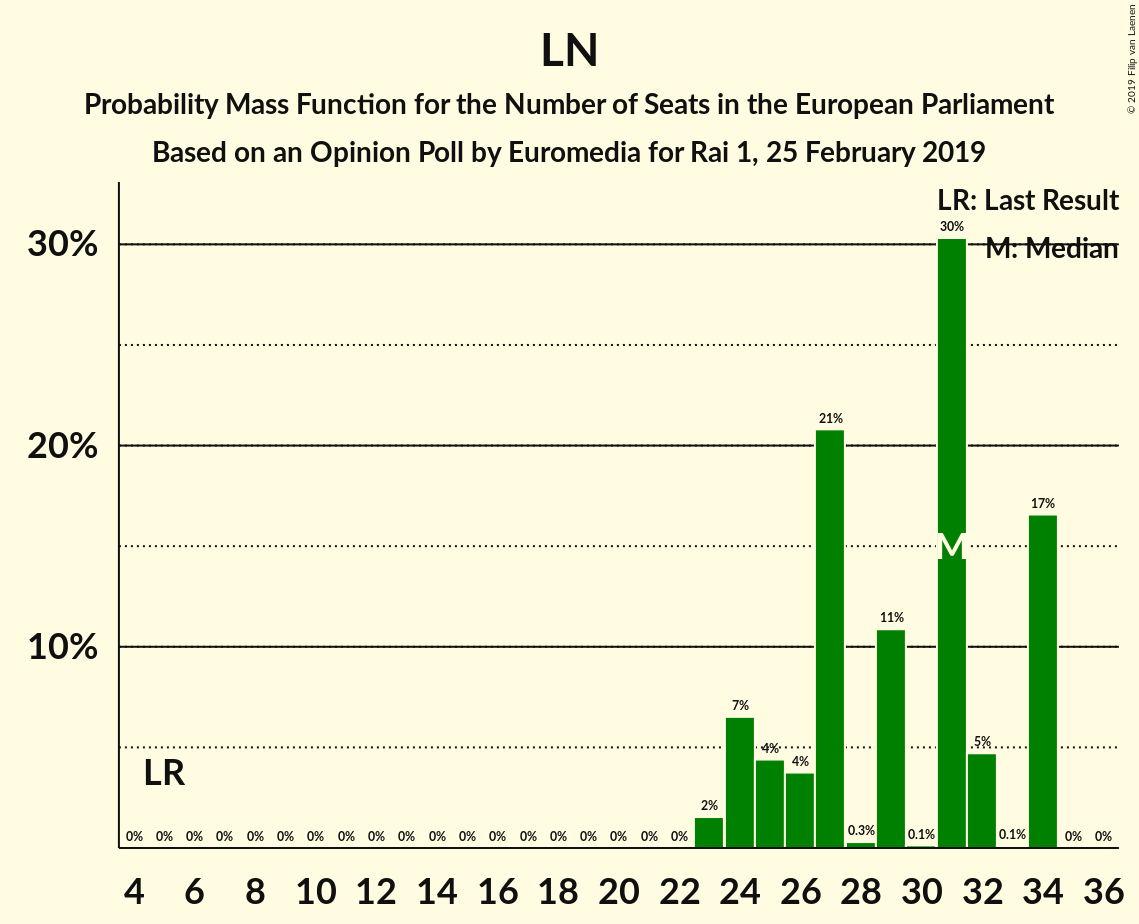 LN
Probability Mass Function for the Number of Seats in the European Parliament
Based on an Opinion Poll by Euromedia for Rai 1, 25 February 2019
© 2019 Filip van Laenen
LR: Last Result
M: Median
30%
20%
10%
30%
21%
17%
11%
7%
4%
4%
5%
2%
M
LR
0% 0% 0% 0% 0% 0% 0% 0% 0% 0% 0% 0% 0% 0% 0% 0% 0% 0% 0% 0.3% 0.1% 0.1% 0% 0%
4 6 8 10 12 14 16 18 20 22 24 26 28 30 32 34 36